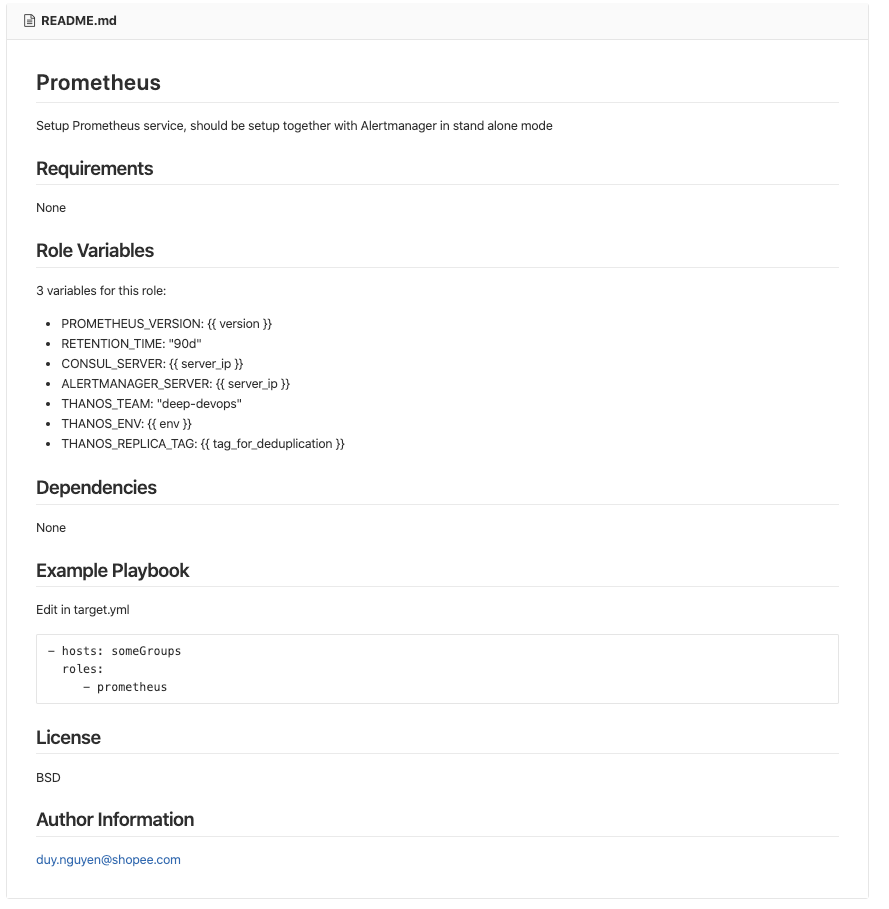 README.md
Prometheus
Setup Prometheus service, should be setup together with Alertmanager in stand alone mode
Requirements
None
Role Variables
3 variables for this role:
• PROMETHEUS_VERSION: {{ version }}
• RETENTION_TIME: "90d"
• CONSUL_SERVER: {{ server_ip }}
• ALERTMANAGER_SERVER: {{ server_ip }}
• THANOS_TEAM: "deep-devops"
• THANOS_ENV: {{ env }}
• THANOS_REPLICA_TAG: {{ tag_for_deduplication }}
Dependencies
None
Example Playbook
Edit in target.yml
- hosts: someGroups
  roles:
     - prometheus
License
BSD
Author Information
duy.nguyen@shopee.com